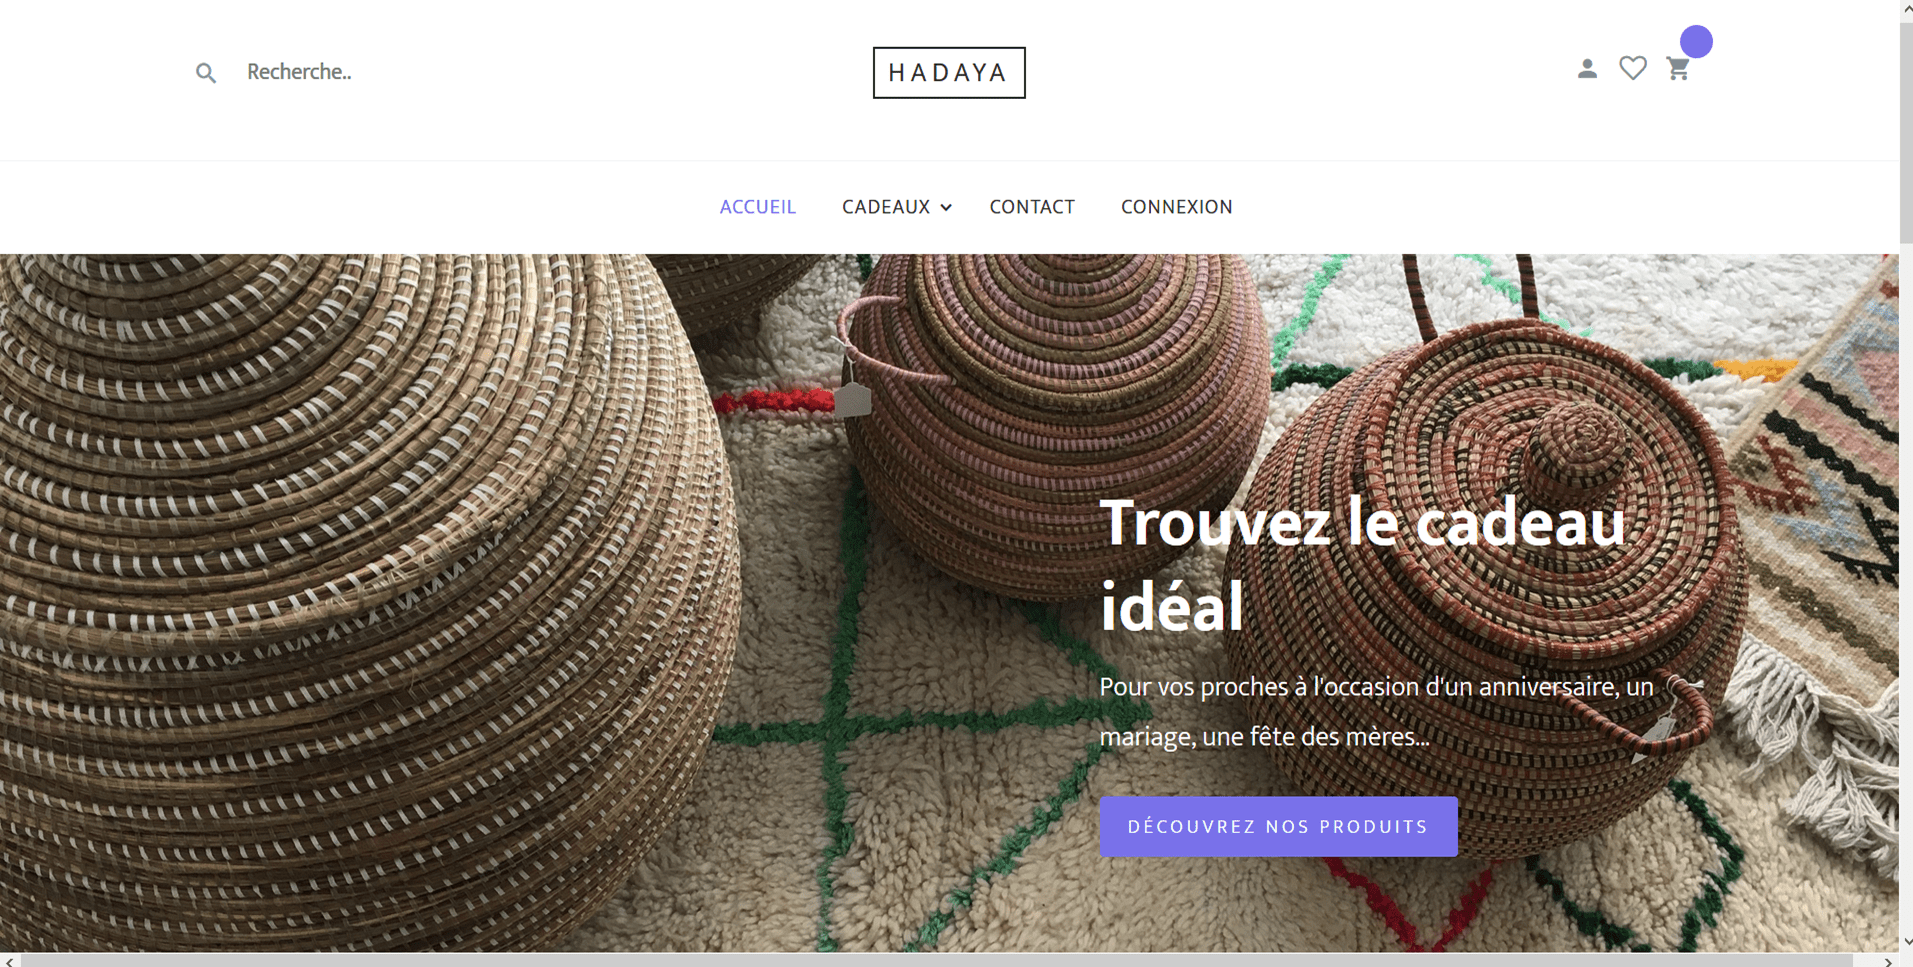 Recherche..
HADAYA
ACCUEIL
CADEAUX
CONTACT
CONNEXION
Trouvez le cadeau
idéal
Pour vos proches à l'occasion d'un anniversaire, un
mariage, une fête des mères...
DÉCOUVREZ NOS PRODUITS